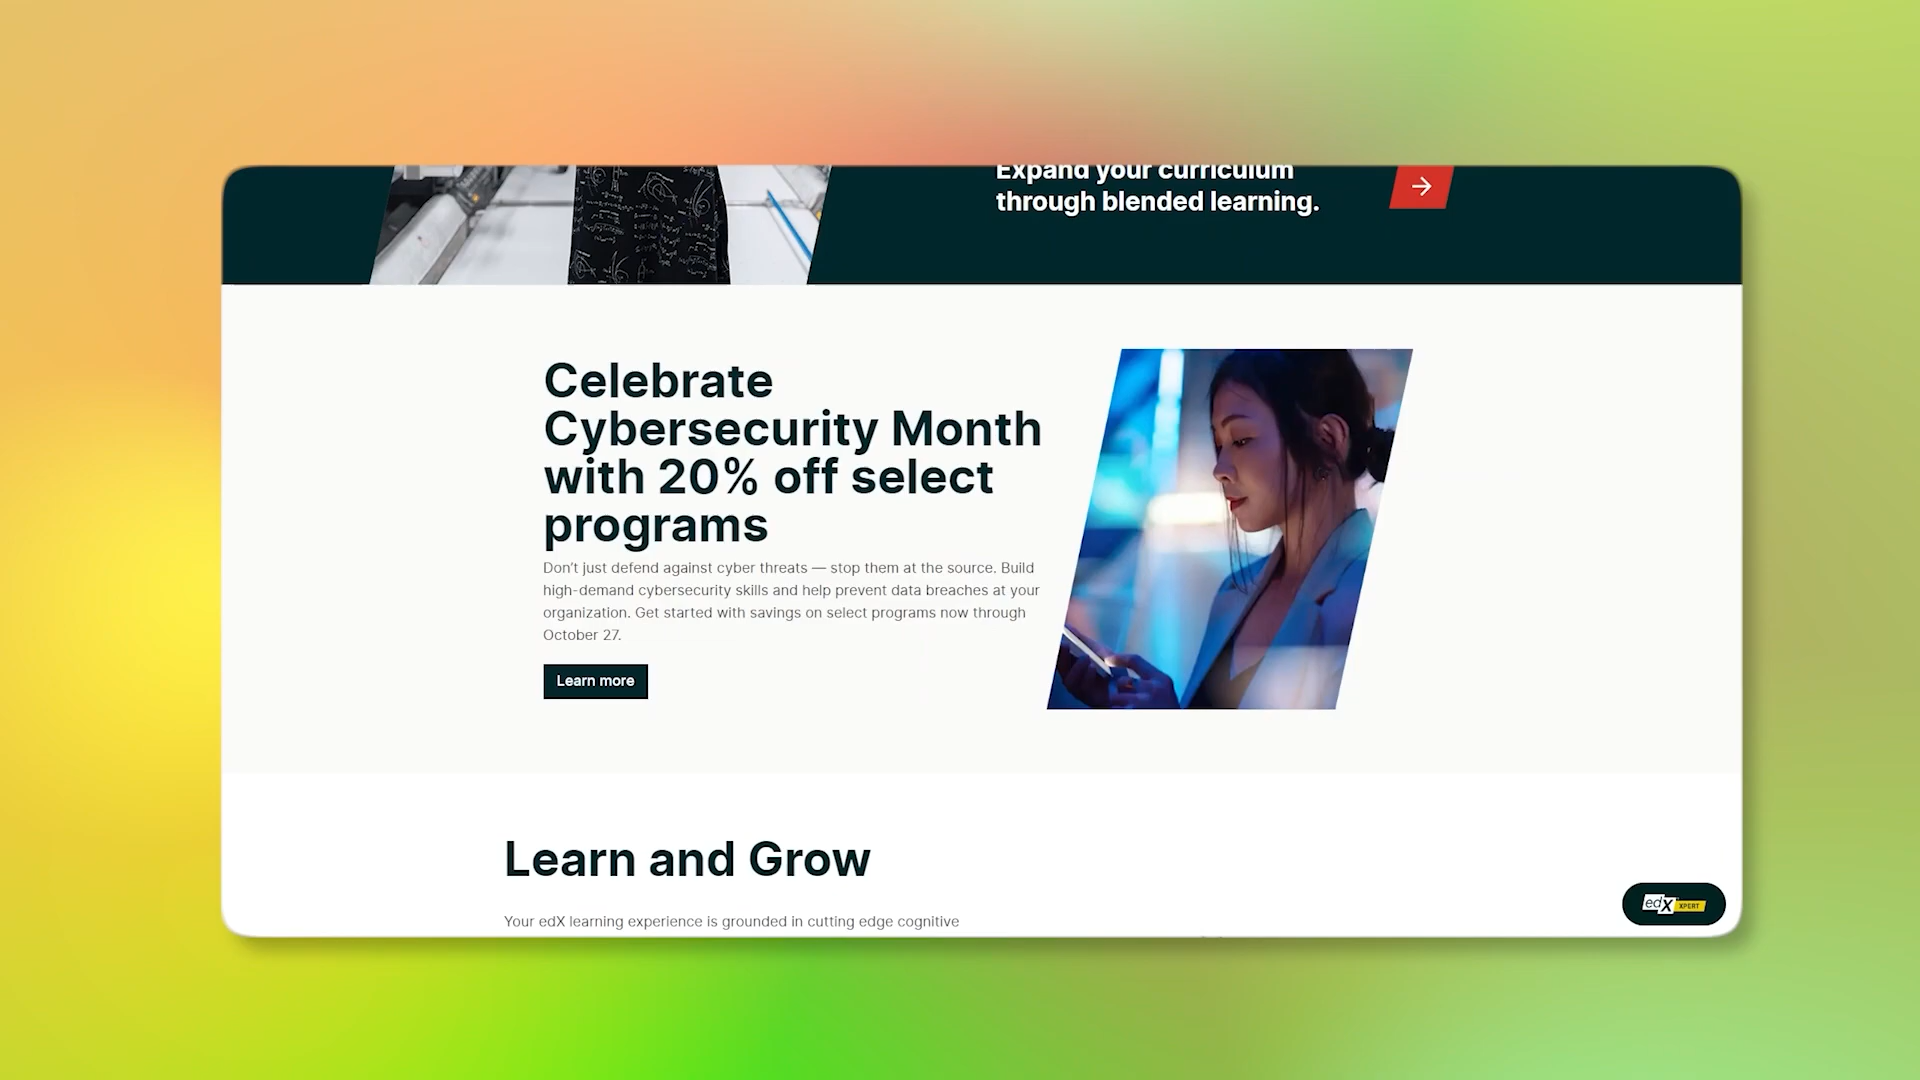 Expand your curriculum
through blended learning.
Celebrate
Cybersecurity Month
with 20% off select
programs
Don't just defend against cyber threats — stop them at the source. Build
high-demand cybersecurity skills and help prevent data breaches at your
organization. Get started with savings on select programs now through
October 27.
Learn more
Learn and Grow
Your edX learning experience is grounded in cutting edge cognitive
edX XPERT